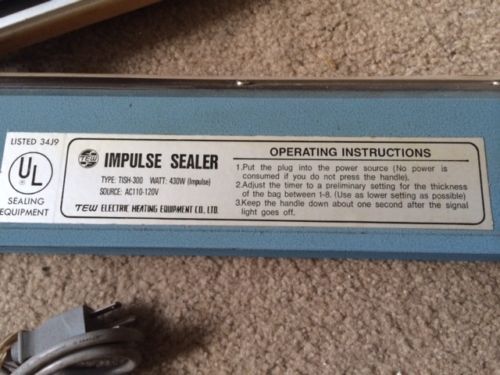 LISTED 34J9
UL
SEALING
EQUIPMENT
TEW
IMPULSE SEALER
TYPE: TISH-300 WATT: 430W (Impulse)
SOURCE: AC110-120V
TEW ELECTRIC HEATING EQUIPMENT CO., LTD.
OPERATING INSTRUCTIONS
1.Put the plug into the power source (No power is
consumed if you do not press the handle).
2.Adjust the timer to a preliminary setting for the thickness
of the bag between 1-8. (Use as lower setting as possible)
3.Keep the handle down about one second after the signal
light goes off.